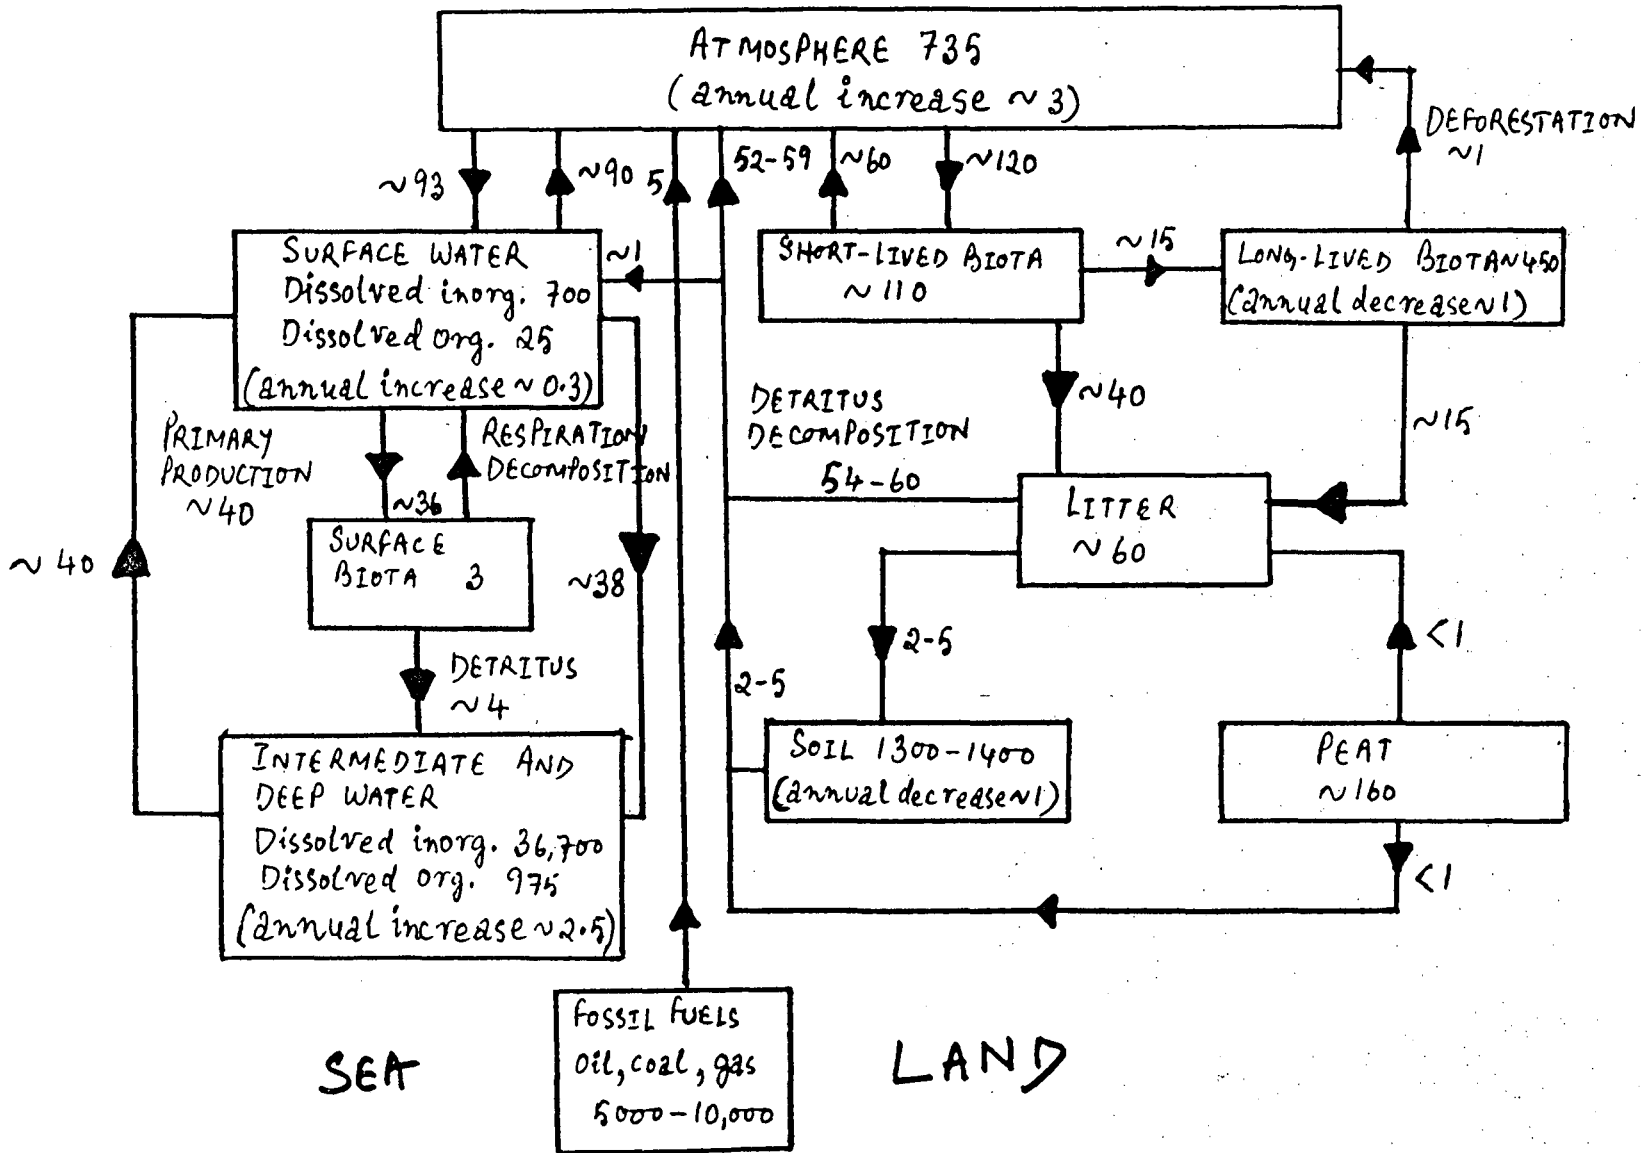 ATMOSPHERE 735
(annual increase ~ 3)
DEFORESTATION
~1
~93
~90
5
52-59
~60
~120
SURFACE WATER
Dissolved inorg. 700
Dissolved org. 25
(annual increase ~ 0.3)
~1
SHORT-LIVED BIOTA
~ 110
~15
LONG-LIVED BIOTA ~450
(annual decrease ~1)
PRIMARY
PRODUCTION
~40
RESPIRATION
DECOMPOSITION
~36
DETRITUS
DECOMPOSITION
54-60
~40
~15
LITTER
~ 60
SURFACE
BIOTA 3
~ 40
~38
2-5
<1
DETRITUS
~ 4
2-5
INTERMEDIATE AND
DEEP WATER
Dissolved inorg. 36,700
Dissolved org. 975
(annual increase ~ 2.5)
SOIL 1300-1400
(annual decrease ~1)
PEAT
~160
<1
FOSSIL FUELS
Oil, coal, gas
5000-10,000
SEA
LAND